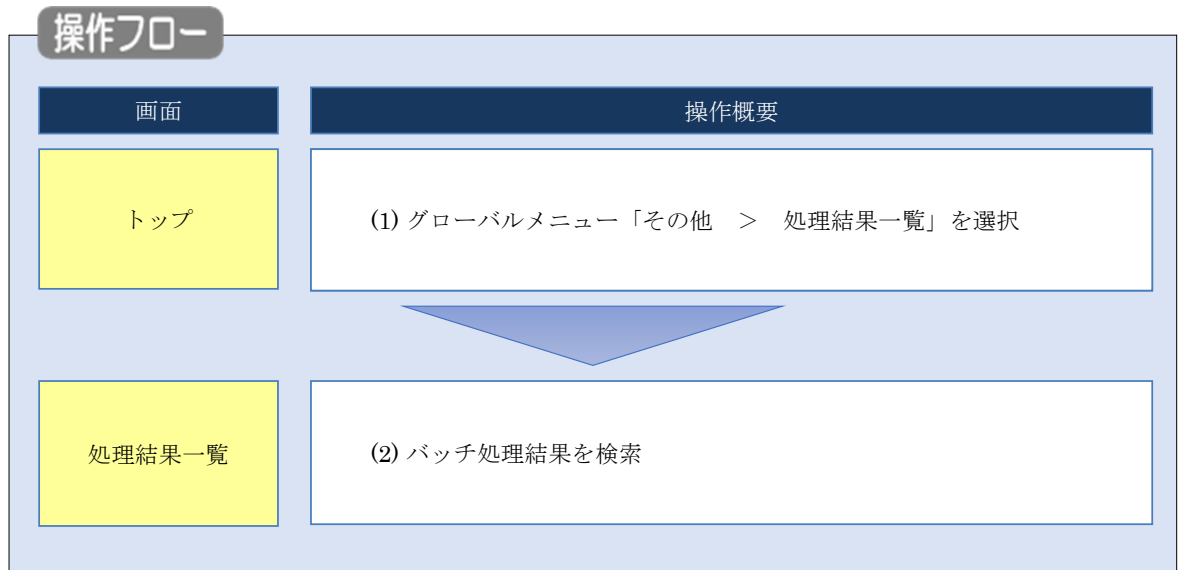 操作フロー
画面
操作概要
トップ
(1) グローバルメニュー「その他　＞　処理結果一覧」を選択
処理結果一覧
(2) バッチ処理結果を検索